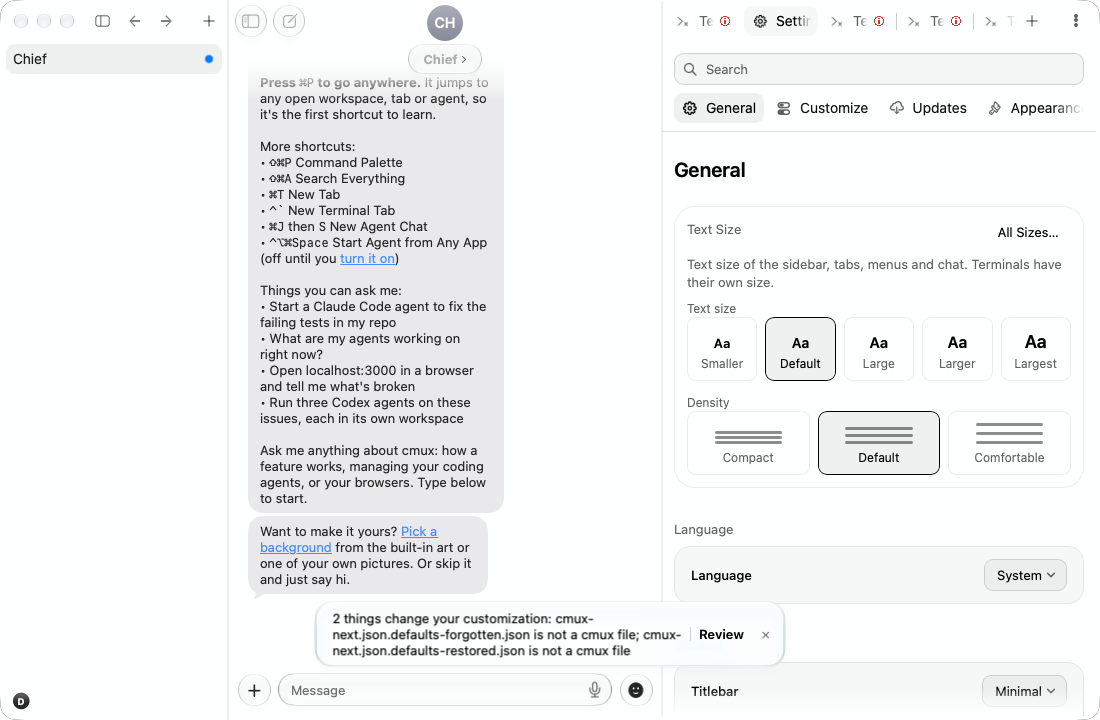 Chief
D
CH
Chief >
Press ⌘P to go anywhere. It jumps to
any open workspace, tab or agent, so
it's the first shortcut to learn.
More shortcuts:
• ⇧⌘P Command Palette
• ⇧⌘A Search Everything
• ⌘T New Tab
• ^` New Terminal Tab
• ⌘J then S New Agent Chat
• ^⌥⌘Space Start Agent from Any App
(off until you turn it on)
Things you can ask me:
• Start a Claude Code agent to fix the
failing tests in my repo
• What are my agents working on
right now?
• Open localhost:3000 in a browser
and tell me what's broken
• Run three Codex agents on these
issues, each in its own workspace
Ask me anything about cmux: how a
feature works, managing your coding
agents, or your browsers. Type below
to start.
Want to make it yours? Pick a
background from the built-in art or
one of your own pictures. Or skip it
and just say hi.
2 things change your customization: cmux-
next.json.defaults-forgotten.json is not a cmux file; cmux-
next.json.defaults-restored.json is not a cmux file
Review
Message
Te Settin Te Te T
Search
General Customize Updates Appearanc
General
Text Size
All Sizes...
Text size of the sidebar, tabs, menus and chat. Terminals have
their own size.
Text size
Aa Aa Aa Aa Aa
Smaller Default Large Larger Largest
Density
Compact Default Comfortable
Language
Language System
Titlebar Minimal